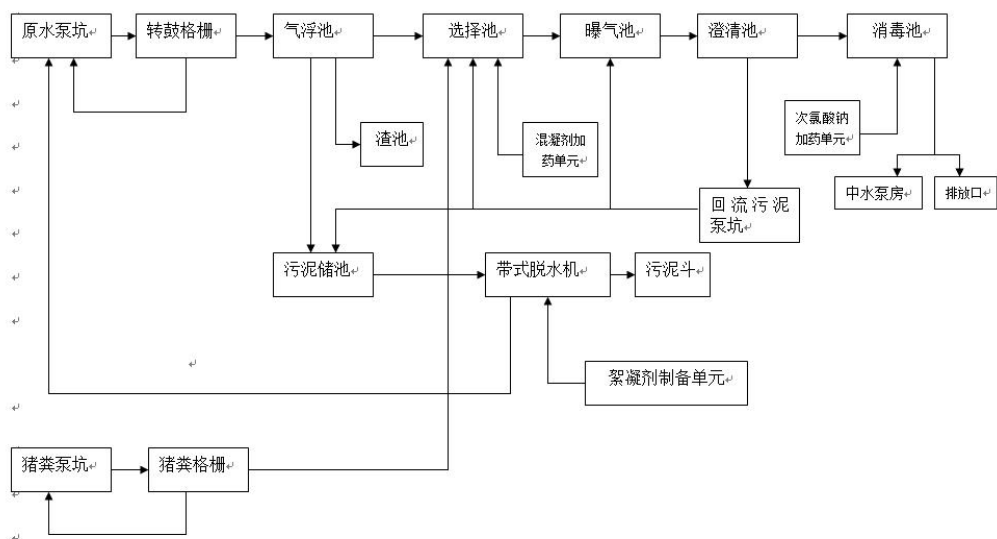 原水泵坑
转鼓格栅
气浮池
选择池
曝气池
澄清池
消毒池
渣池
混凝剂加
药单元
次氯酸钠
加药单元
中水泵房
排放口
回流污泥
泵坑
污泥储池
带式脱水机
污泥斗
絮凝剂制备单元
猪粪泵坑
猪粪格栅